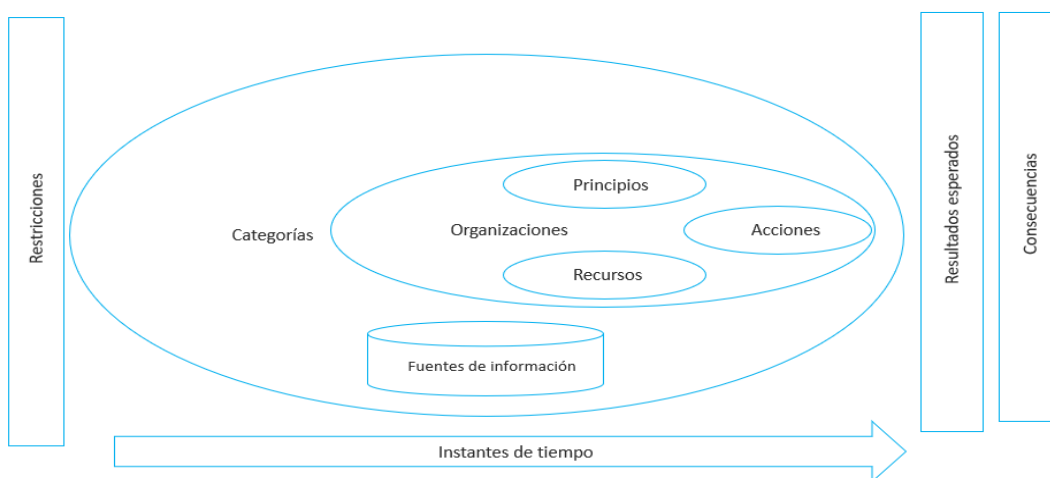 Restricciones
Categorías
Organizaciones
Principios
Acciones
Recursos
Fuentes de información
Instantes de tiempo
Resultados esperados
Consecuencias